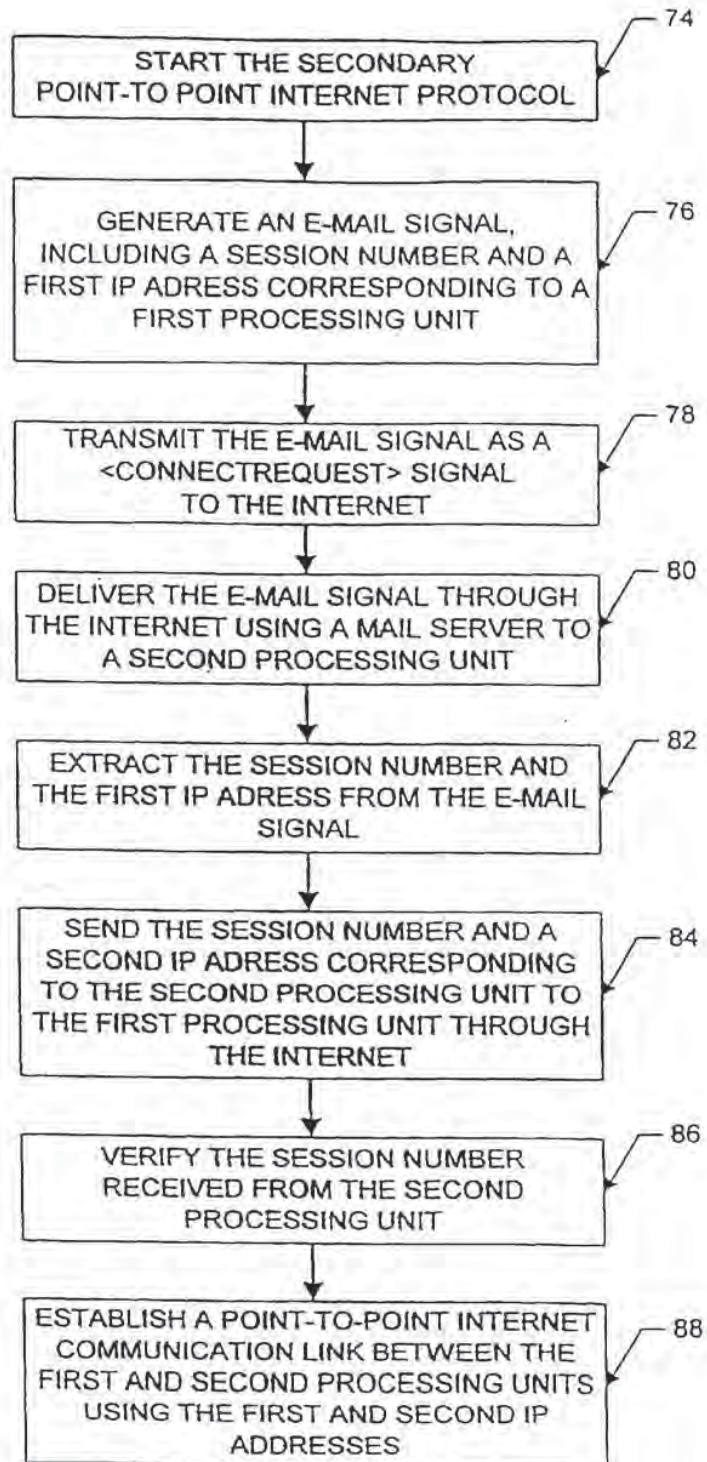 74
START THE SECONDARY
POINT-TO POINT INTERNET PROTOCOL
76
GENERATE AN E-MAIL SIGNAL,
INCLUDING A SESSION NUMBER AND A
FIRST IP ADRESS CORRESPONDING TO A
FIRST PROCESSING UNIT
78
TRANSMIT THE E-MAIL SIGNAL AS A
<CONNECTREQUEST> SIGNAL
TO THE INTERNET
80
DELIVER THE E-MAIL SIGNAL THROUGH
THE INTERNET USING A MAIL SERVER TO
A SECOND PROCESSING UNIT
82
EXTRACT THE SESSION NUMBER AND
THE FIRST IP ADRESS FROM THE E-MAIL
SIGNAL
84
SEND THE SESSION NUMBER AND A
SECOND IP ADRESS CORRESPONDING
TO THE SECOND PROCESSING UNIT TO
THE FIRST PROCESSING UNIT THROUGH
THE INTERNET
86
VERIFY THE SESSION NUMBER
RECEIVED FROM THE SECOND
PROCESSING UNIT
88
ESTABLISH A POINT-TO-POINT INTERNET
COMMUNICATION LINK BETWEEN THE
FIRST AND SECOND PROCESSING UNITS
USING THE FIRST AND SECOND IP
ADDRESSES